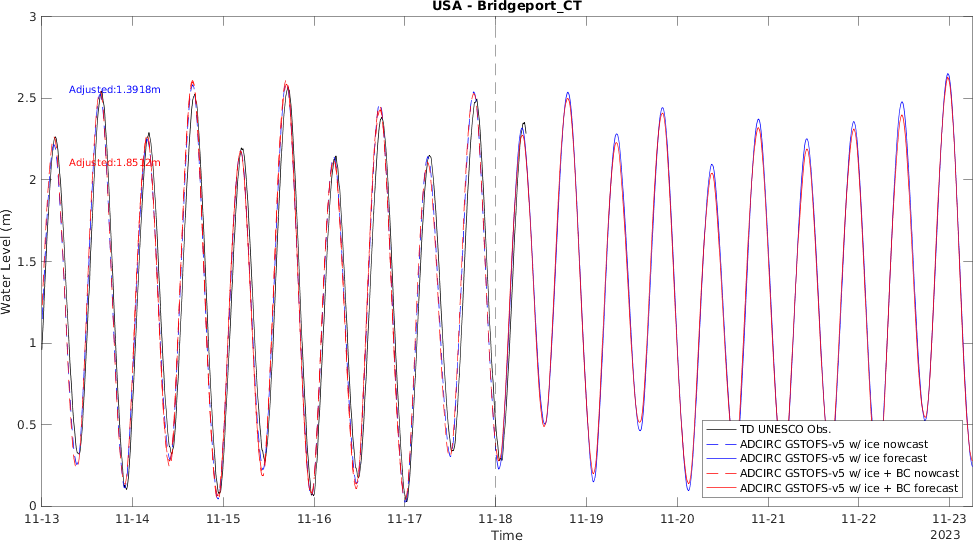 USA - Bridgeport_CT
3
2.5
2
1.5
1
0.5
0
Water Level (m)
Adjusted:1.3918m
Adjusted:1.8512m
TD UNESCO Obs.
ADCIRC GSTOFS-v5 w/ ice nowcast
ADCIRC GSTOFS-v5 w/ ice forecast
ADCIRC GSTOFS-v5 w/ ice + BC nowcast
ADCIRC GSTOFS-v5 w/ ice + BC forecast
11-13 11-14 11-15 11-16 11-17 11-18 11-19 11-20 11-21 11-22 11-23
2023
Time